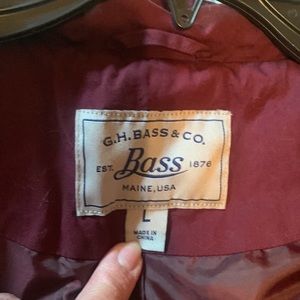 G.H. BASS & CO.
EST. Bass 1876
MAINE, USA
L
MADE IN
CHINA